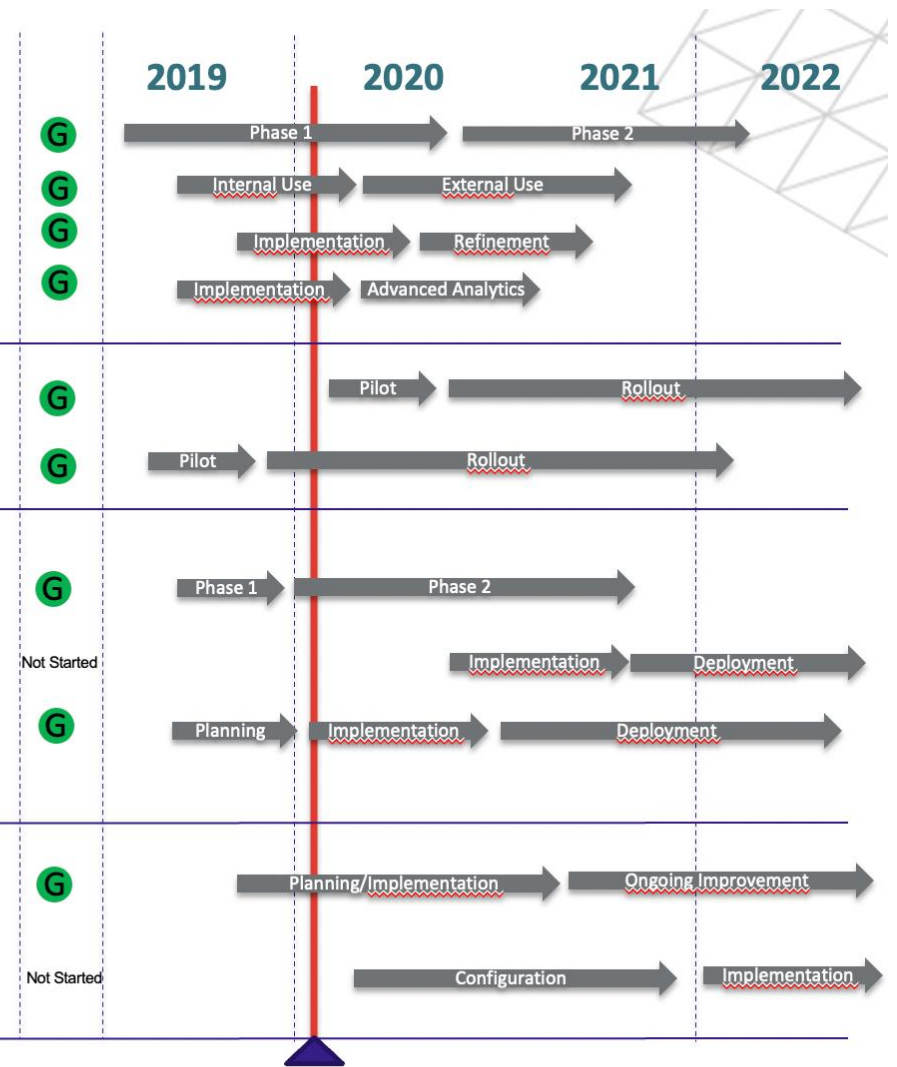 2019 2020 2021 2022
G Phase 1 Phase 2
G Internal Use External Use
G Implementation Refinement
G Implementation Advanced Analytics
G Pilot Rollout
G Pilot Rollout
G Phase 1 Phase 2
Not Started Implementation Deployment
G Planning Implementation Deployment
G Planning/Implementation Ongoing Improvement
Not Started Configuration Implementation